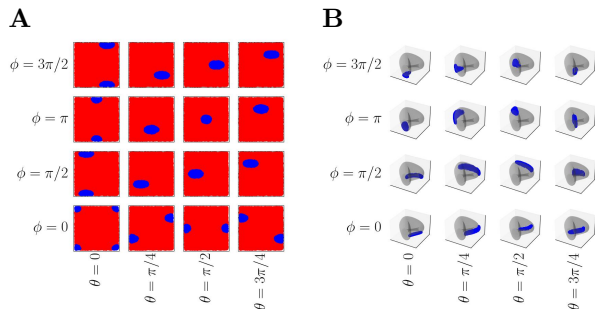 A
B
ϕ = 3π/2
ϕ = π
ϕ = π/2
ϕ = 0
θ = 0
θ = π/4
θ = π/2
θ = 3π/4
ϕ = 3π/2
ϕ = π
ϕ = π/2
ϕ = 0
θ = 0
θ = π/4
θ = π/2
θ = 3π/4